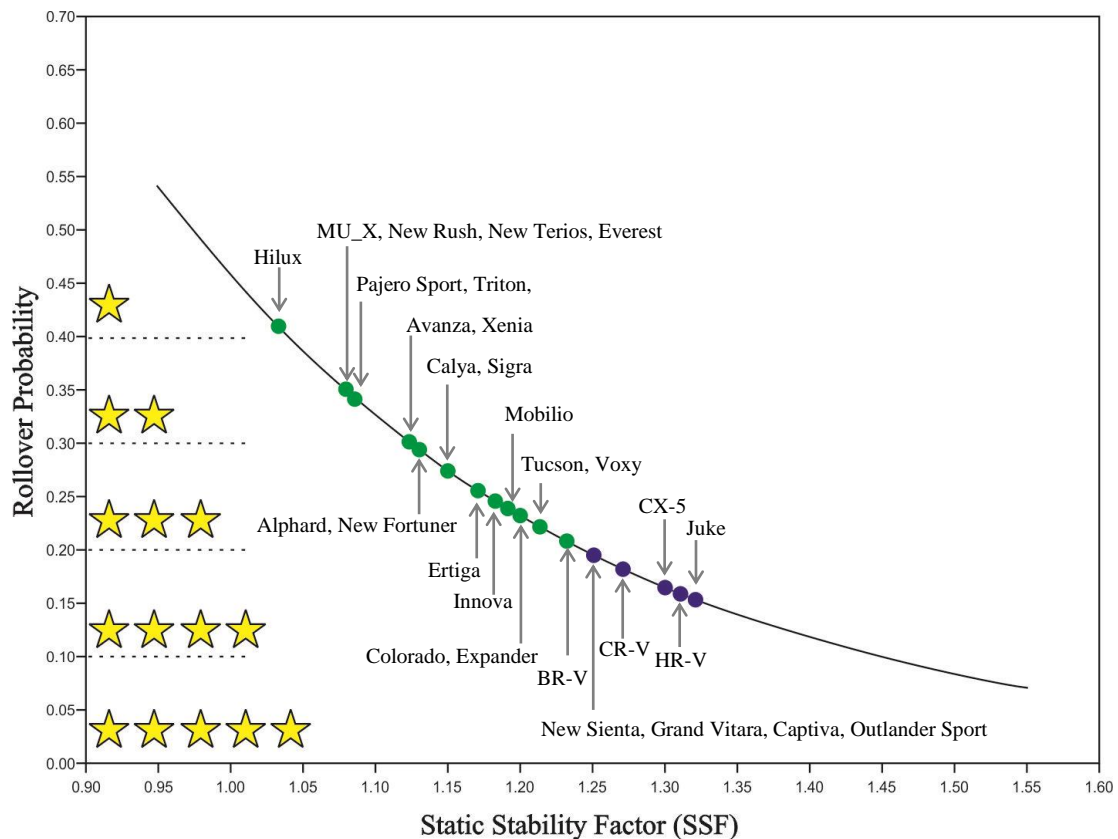 0.70
0.65
0.60
0.55
0.50
0.45
0.40
0.35
0.30
0.25
0.20
0.15
0.10
0.05
0.00
Rollover Probability
MU_X, New Rush, New Terios, Everest
Hilux
Pajero Sport, Triton,
Avanza, Xenia
Calya, Sigra
Mobilio
Tucson, Voxy
CX-5
Juke
Alphard, New Fortuner
Ertiga
Innova
Colorado, Expander
BR-V
CR-V
HR-V
New Sienta, Grand Vitara, Captiva, Outlander Sport
0.90 0.95 1.00 1.05 1.10 1.15 1.20 1.25 1.30 1.35 1.40 1.45 1.50 1.55 1.60
Static Stability Factor (SSF)